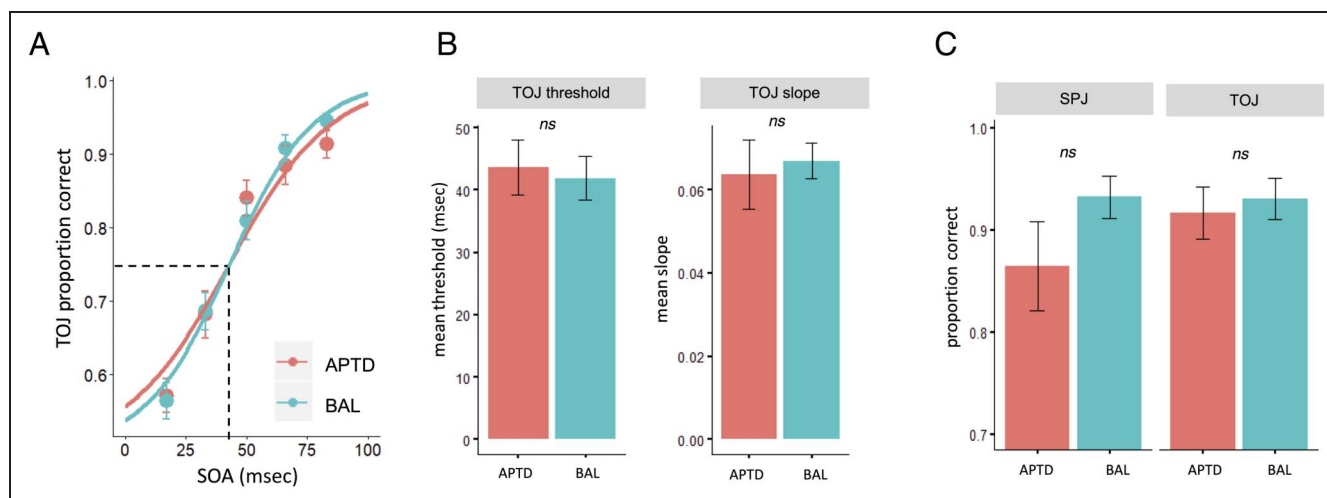 A
TOJ proportion correct
1.0
0.9
0.8
0.7
0.6
0
25
50
75
100
SOA (msec)
APTD
BAL
B
TOJ threshold
ns
mean threshold (msec)
50
40
30
20
10
0
APTD
BAL
TOJ slope
ns
mean slope
0.06
0.04
0.02
0.00
APTD
BAL
C
SPJ
TOJ
ns
ns
proportion correct
1.0
0.9
0.8
0.7
APTD
BAL
APTD
BAL